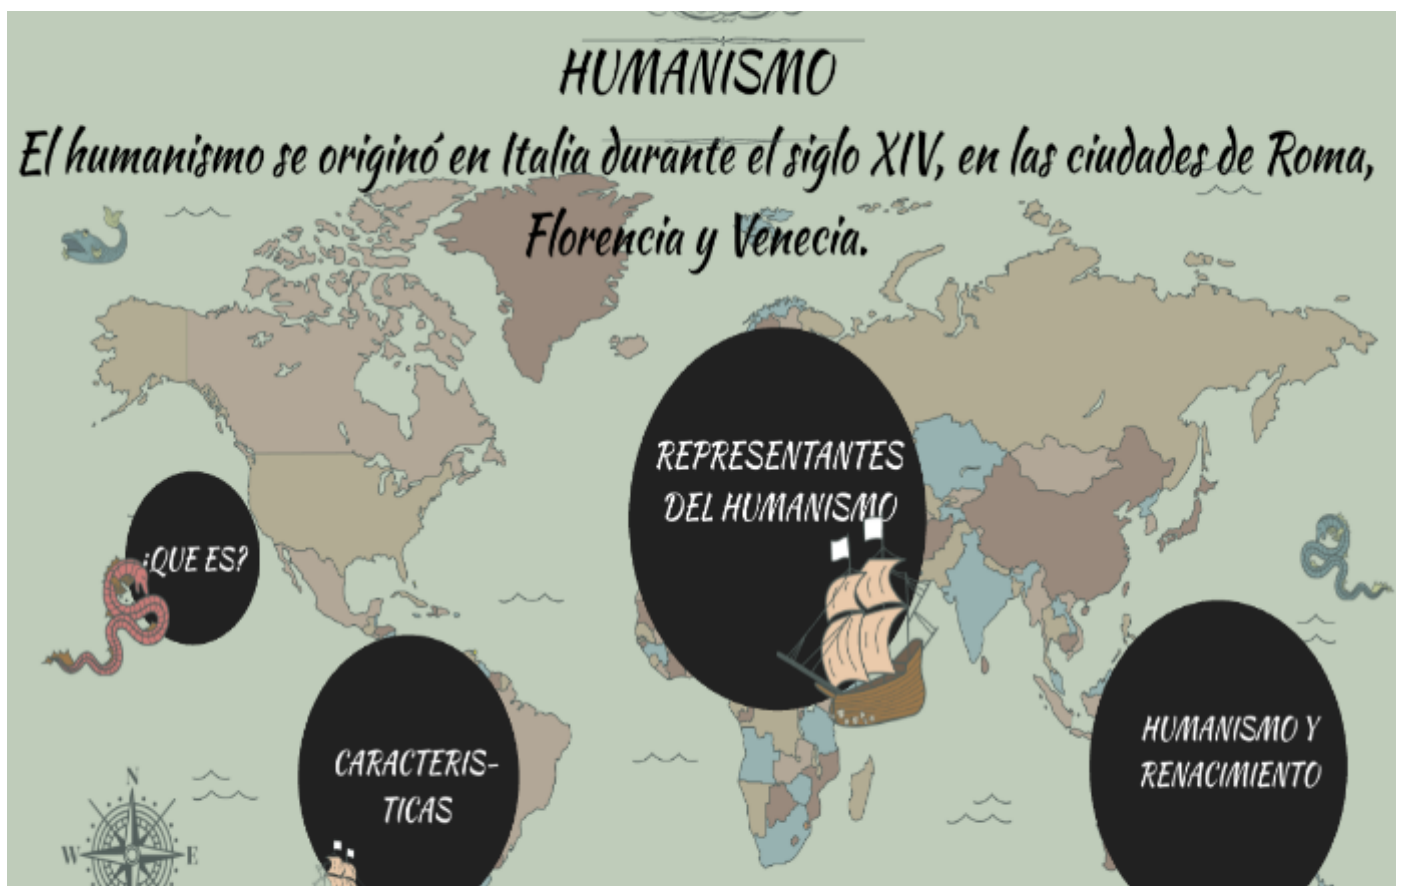 HUMANISMO
El humanismo se originó en Italia durante el siglo XIV, en las ciudades de Roma,
Florencia y Venecia.
REPRESENTANTES
DEL HUMANISMO
¿QUE ES?
CARACTERIS-
TICAS
HUMANISMO Y
RENACIMIENTO
N
W
E